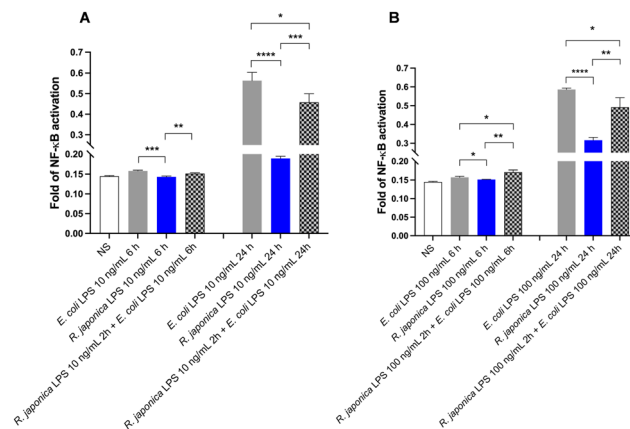 A
Fold of NF-κB activation
0.7
0.6
0.5
0.4
0.3
0.20
0.15
0.10
0.05
0.00
*
***
****
***
**
NS
E. coli LPS 10 ng/mL 6 h
R. japonica LPS 10 ng/mL 6 h
R. japonica LPS 10 ng/mL 2h + E. coli LPS 10 ng/mL 6h
E. coli LPS 10 ng/mL 24 h
R. japonica LPS 10 ng/mL 24 h
R. japonica LPS 10 ng/mL 2h + E. coli LPS 10 ng/mL 24h
B
Fold of NF-κB activation
0.7
0.6
0.5
0.4
0.3
0.20
0.15
0.10
0.05
0.00
*
**
****
*
**
*
NS
E. coli LPS 100 ng/mL 6 h
R. japonica LPS 100 ng/mL 6 h
R. japonica LPS 100 ng/mL 2h + E. coli LPS 100 ng/mL 6h
E. coli LPS 100 ng/mL 24 h
R. japonica LPS 100 ng/mL 24 h
R. japonica LPS 100 ng/mL 2h + E. coli LPS 100 ng/mL 24h